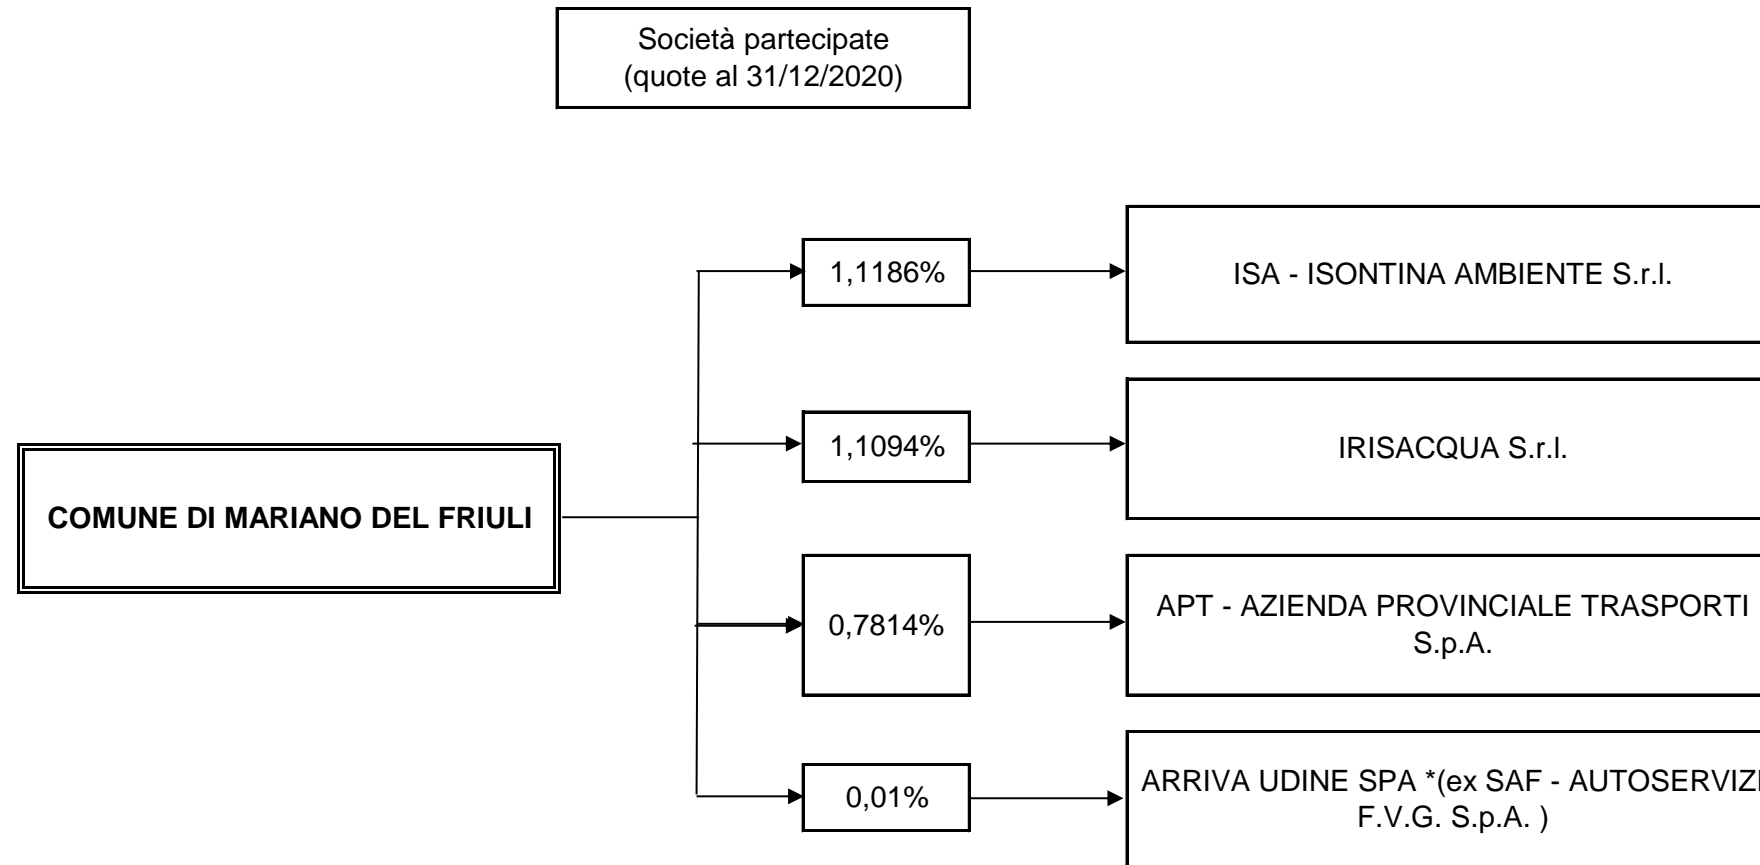 Società partecipate
(quote al 31/12/2020)
1,1186%
ISA - ISONTINA AMBIENTE S.r.l.
1,1094%
IRISACQUA S.r.l.
COMUNE DI MARIANO DEL FRIULI
0,7814%
APT - AZIENDA PROVINCIALE TRASPORTI
S.p.A.
0,01%
ARRIVA UDINE SPA *(ex SAF - AUTOSERVIZI
F.V.G. S.p.A. )